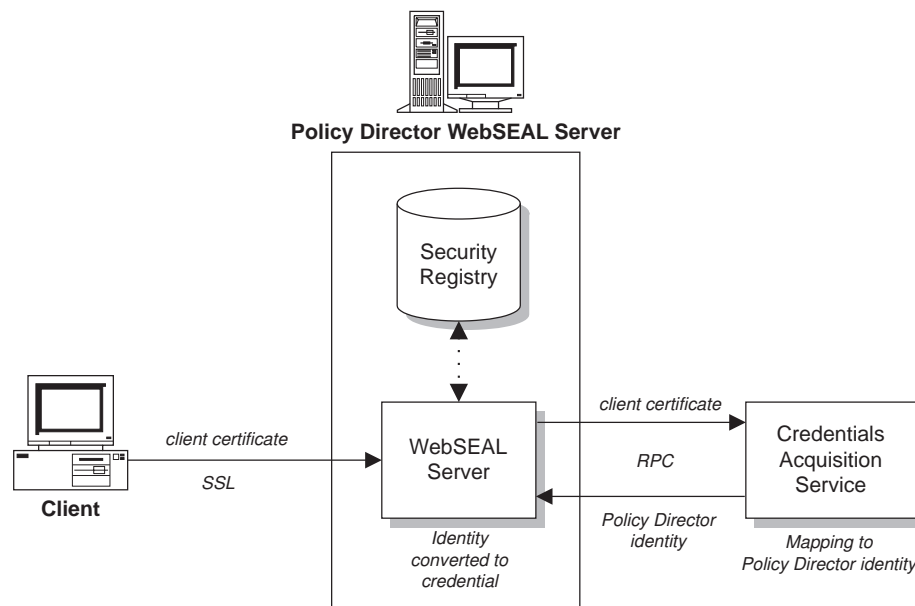 Policy Director WebSEAL Server
Security
Registry
client certificate
SSL
Client
WebSEAL
Server
Identity
converted to
credential
client certificate
RPC
Policy Director
identity
Credentials
Acquisition
Service
Mapping to
Policy Director identity